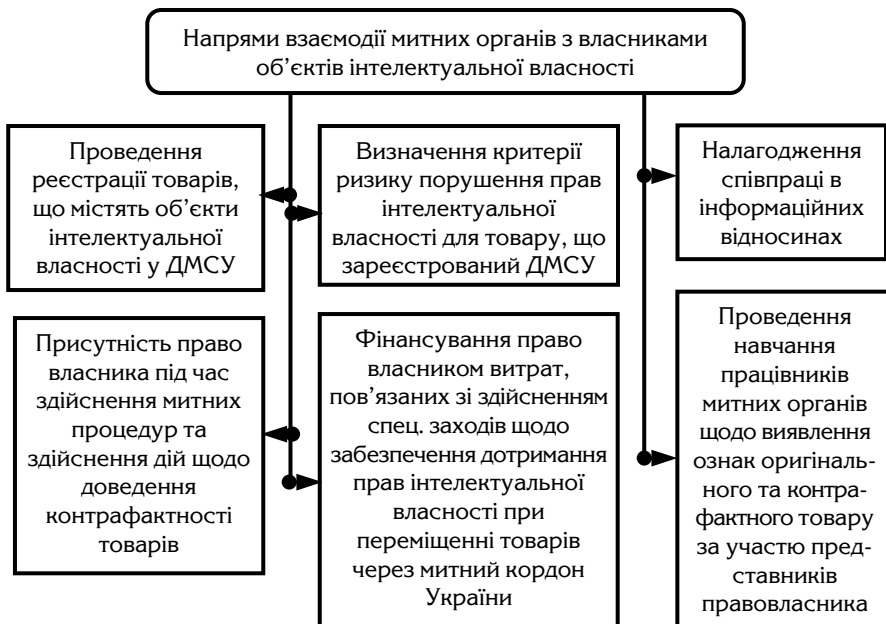 Напрями взаємодії митних органів з власниками
об’єктів інтелектуальної власності
Проведення
реєстрації товарів,
що містять об’єкти
інтелектуальної
власності у ДМСУ
Визначення критерії
ризику порушення прав
інтелектуальної
власності для товару, що
зареєстрований ДМСУ
Налагодження
співпраці в
інформаційних
відносинах
Присутність право
власника під час
здійснення митних
процедур та
здійснення дій щодо
доведення
контрафактності
товарів
Фінансування право
власником витрат,
пов’язаних зі здійсненням
спец. заходів щодо
забезпечення дотримання
прав інтелектуальної
власності при
переміщенні товарів
через митний кордон
України
Проведення
навчання
працівників
митних органів
щодо виявлення
ознак оригіналь-
ного та контра-
фактного товару
за участю пред-
ставників
правовласника